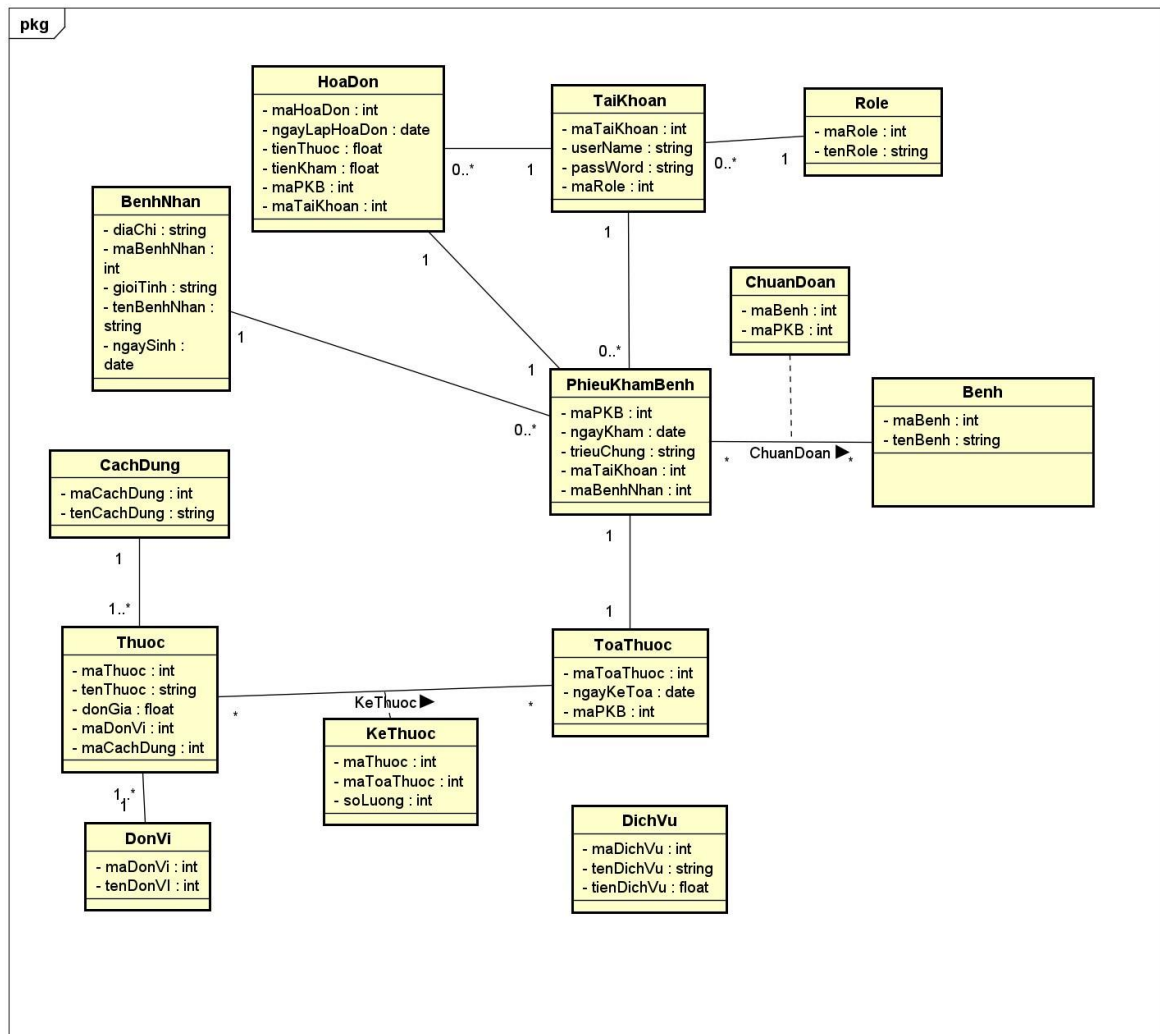 pkg
HoaDon
- maHoaDon : int
- ngayLapHoaDon : date
- tienThuoc : float
- tienKham : float
- maPKB : int
- maTaiKhoan : int
0..*
1
TaiKhoan
- maTaiKhoan : int
- userName : string
- passWord : string
- maRole : int
0..*
1
Role
- maRole : int
- tenRole : string
BenhNhan
- diaChi : string
- maBenhNhan :
int
- gioiTinh : string
- tenBenhNhan :
string
- ngaySinh :
date
1
1
1
0..*
1
0..*
ChuanDoan
- maBenh : int
- maPKB : int
PhieuKhamBenh
- maPKB : int
- ngayKham : date
- trieuChung : string
- maTaiKhoan : int
- maBenhNhan : int
*
ChuanDoan ▶
*
Benh
- maBenh : int
- tenBenh : string
CachDung
- maCachDung : int
- tenCachDung : string
1
1..*
1
1
Thuoc
- maThuoc : int
- tenThuoc : string
- donGia : float
- maDonVi : int
- maCachDung : int
*
KeThuoc ▶
*
ToaThuoc
- maToaThuoc : int
- ngayKeToa : date
- maPKB : int
KeThuoc
- maThuoc : int
- maToaThuoc : int
- soLuong : int
1..*
1
DonVi
- maDonVi : int
- tenDonVI : int
DichVu
- maDichVu : int
- tenDichVu : string
- tienDichVu : float